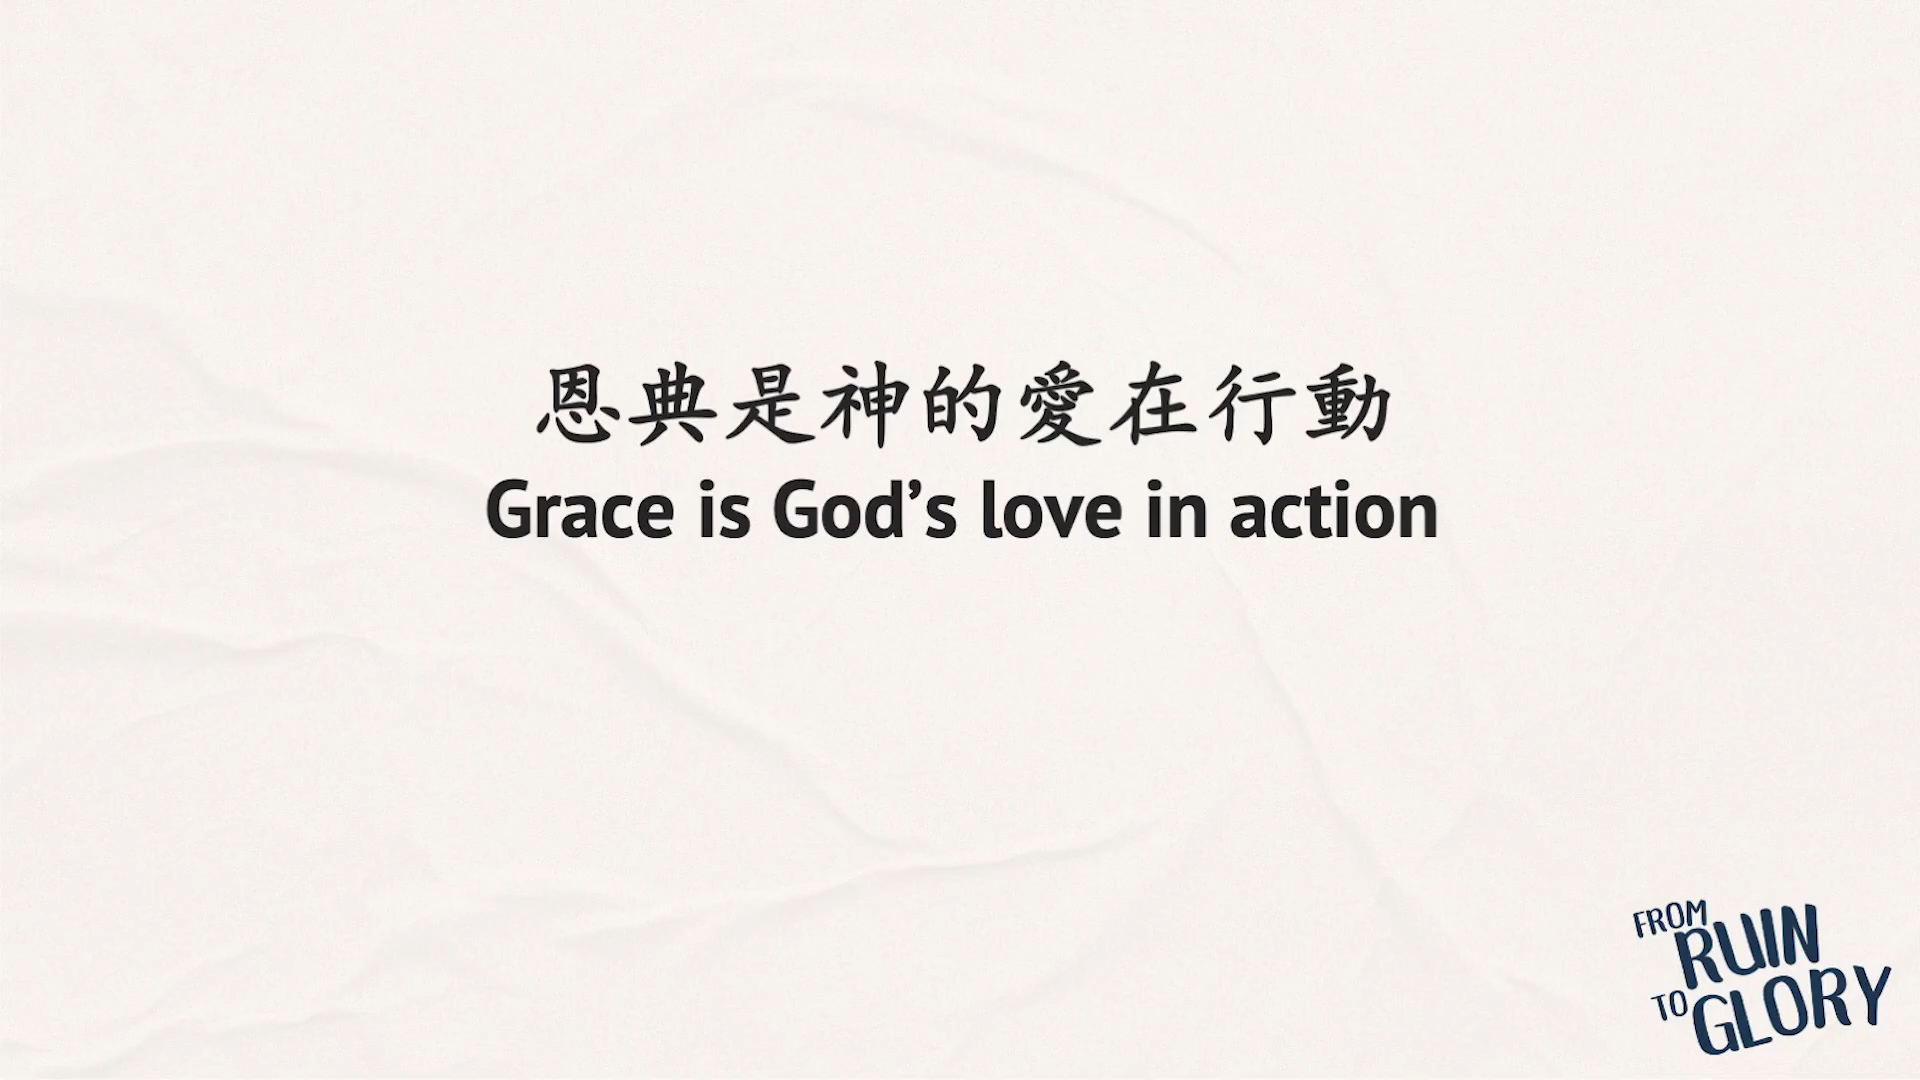 恩典是神的愛在行動
Grace is God’s love in action
FROM
RUIN
TO
GLORY